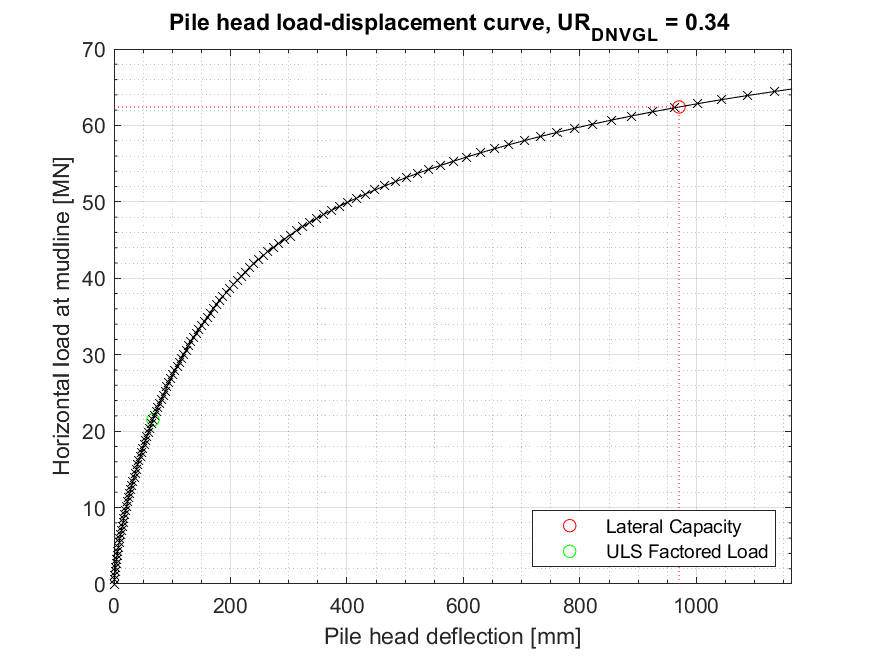 Pile head load-displacement curve, UR_DNVGL = 0.34
Horizontal load at mudline [MN]
70
60
50
40
30
20
10
0
0 200 400 600 800 1000
Pile head deflection [mm]
Lateral Capacity
ULS Factored Load